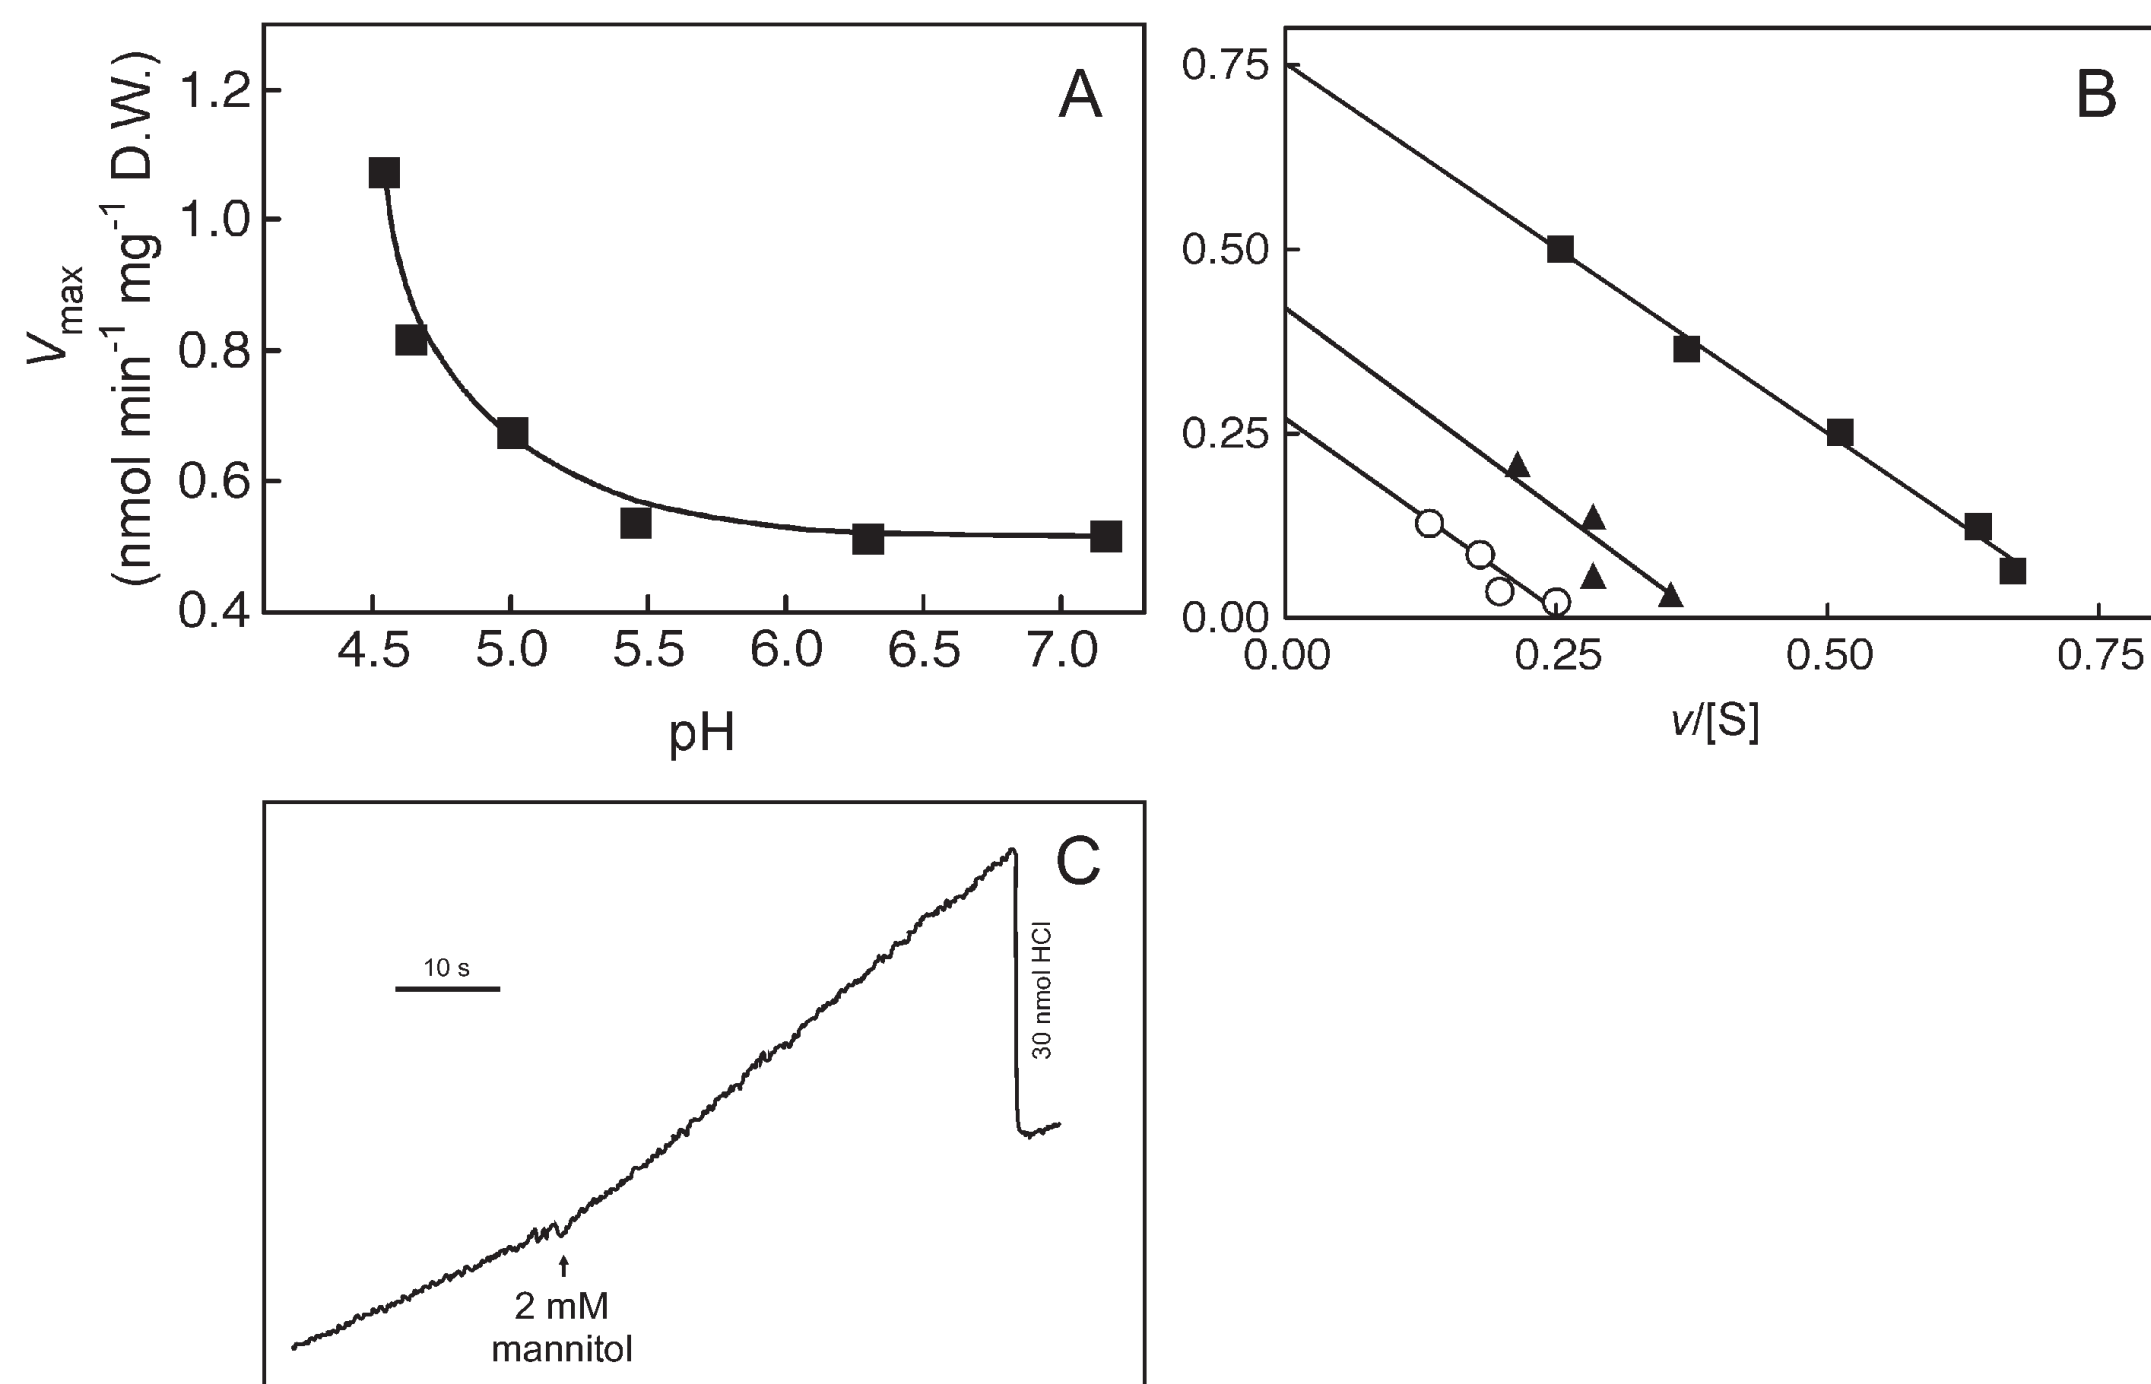 A
V max
(nmol min-1 mg-1 D.W.)
1.2
1.0
0.8
0.6
0.4
4.5 5.0 5.5 6.0 6.5 7.0
pH
B
0.75
0.50
0.25
0.00
0.00 0.25 0.50 0.75
v/[S]
C
10 s
30 nmol HCl
2 mM
mannitol